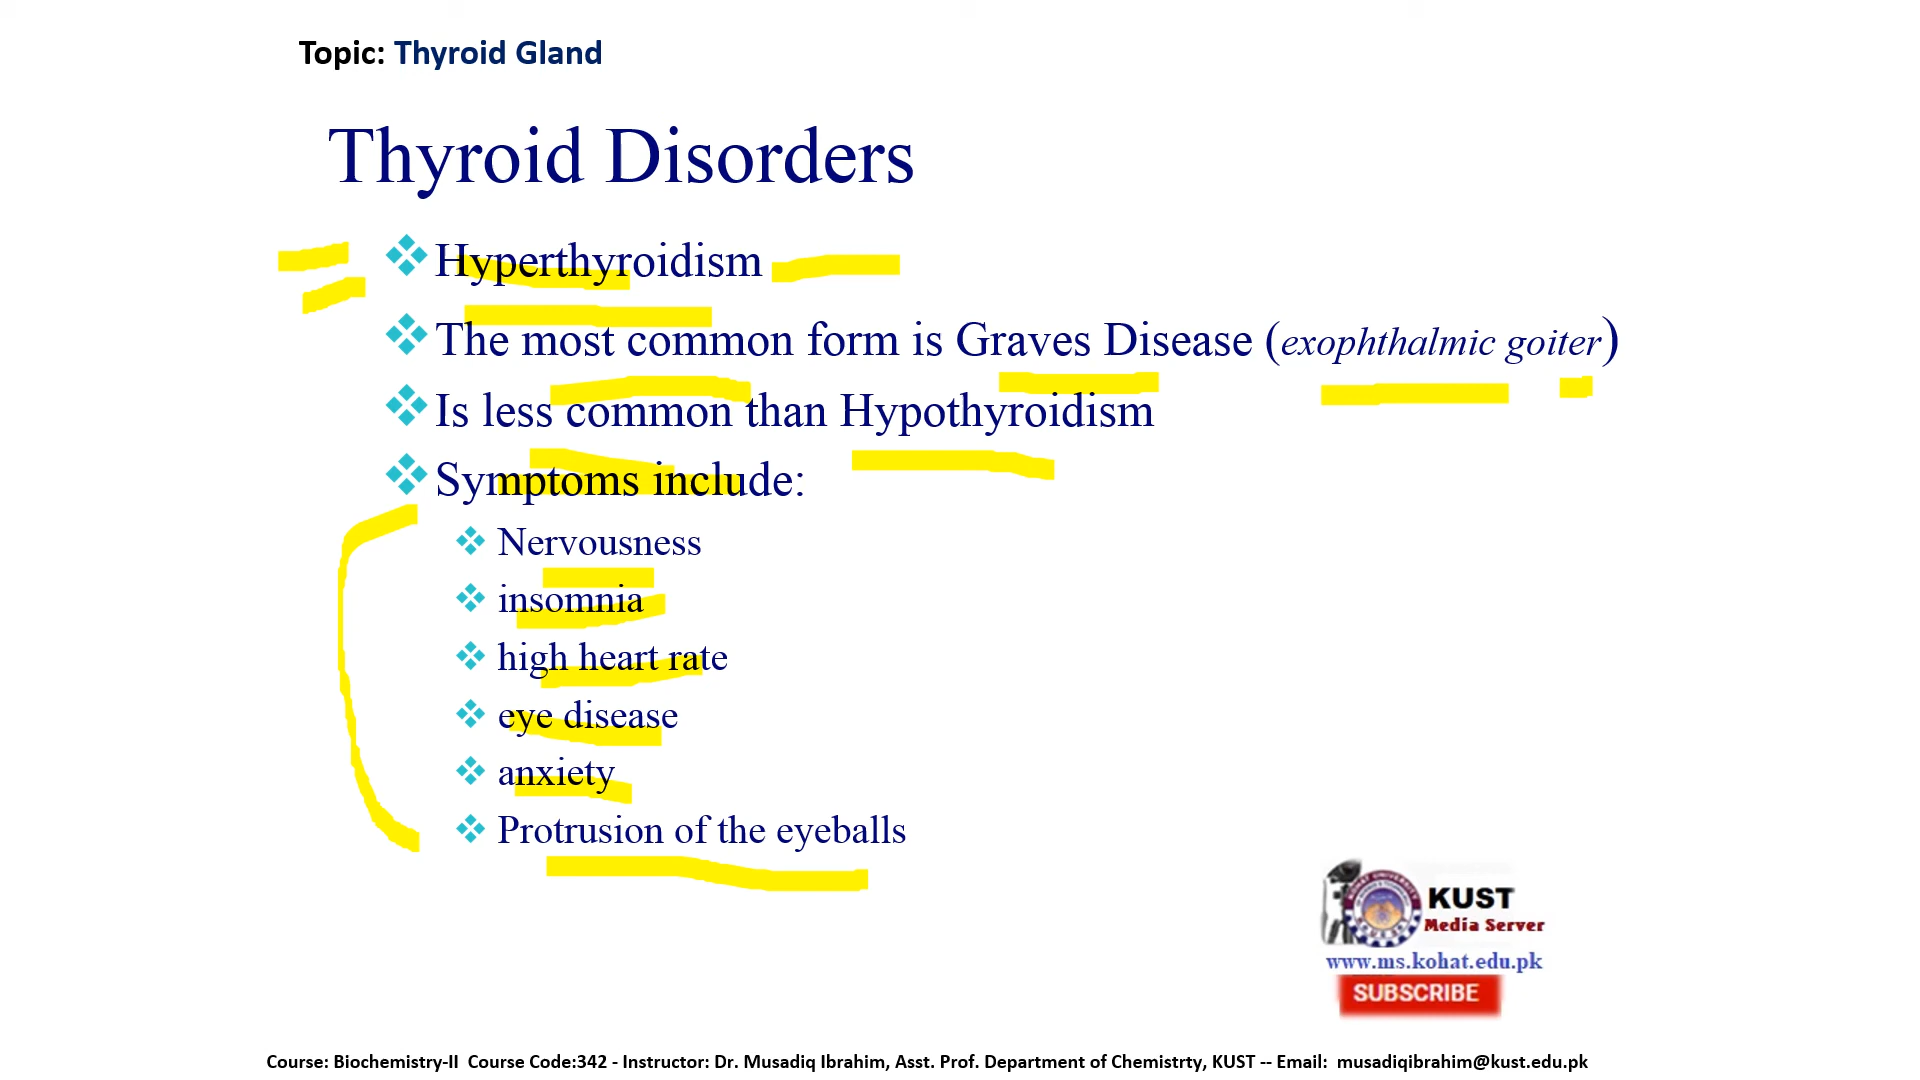 Topic: Thyroid Gland
Thyroid Disorders
Hyperthyroidism
The most common form is Graves Disease (exophthalmic goiter)
Is less common than Hypothyroidism
Symptoms include:
Nervousness
insomnia
high heart rate
eye disease
anxiety
Protrusion of the eyeballs
KUST
Media Server
www.ms.kohat.edu.pk
SUBSCRIBE
Course: Biochemistry-II Course Code:342 - Instructor: Dr. Musadiq Ibrahim, Asst. Prof. Department of Chemistrty, KUST -- Email: musadiqibrahim@kust.edu.pk